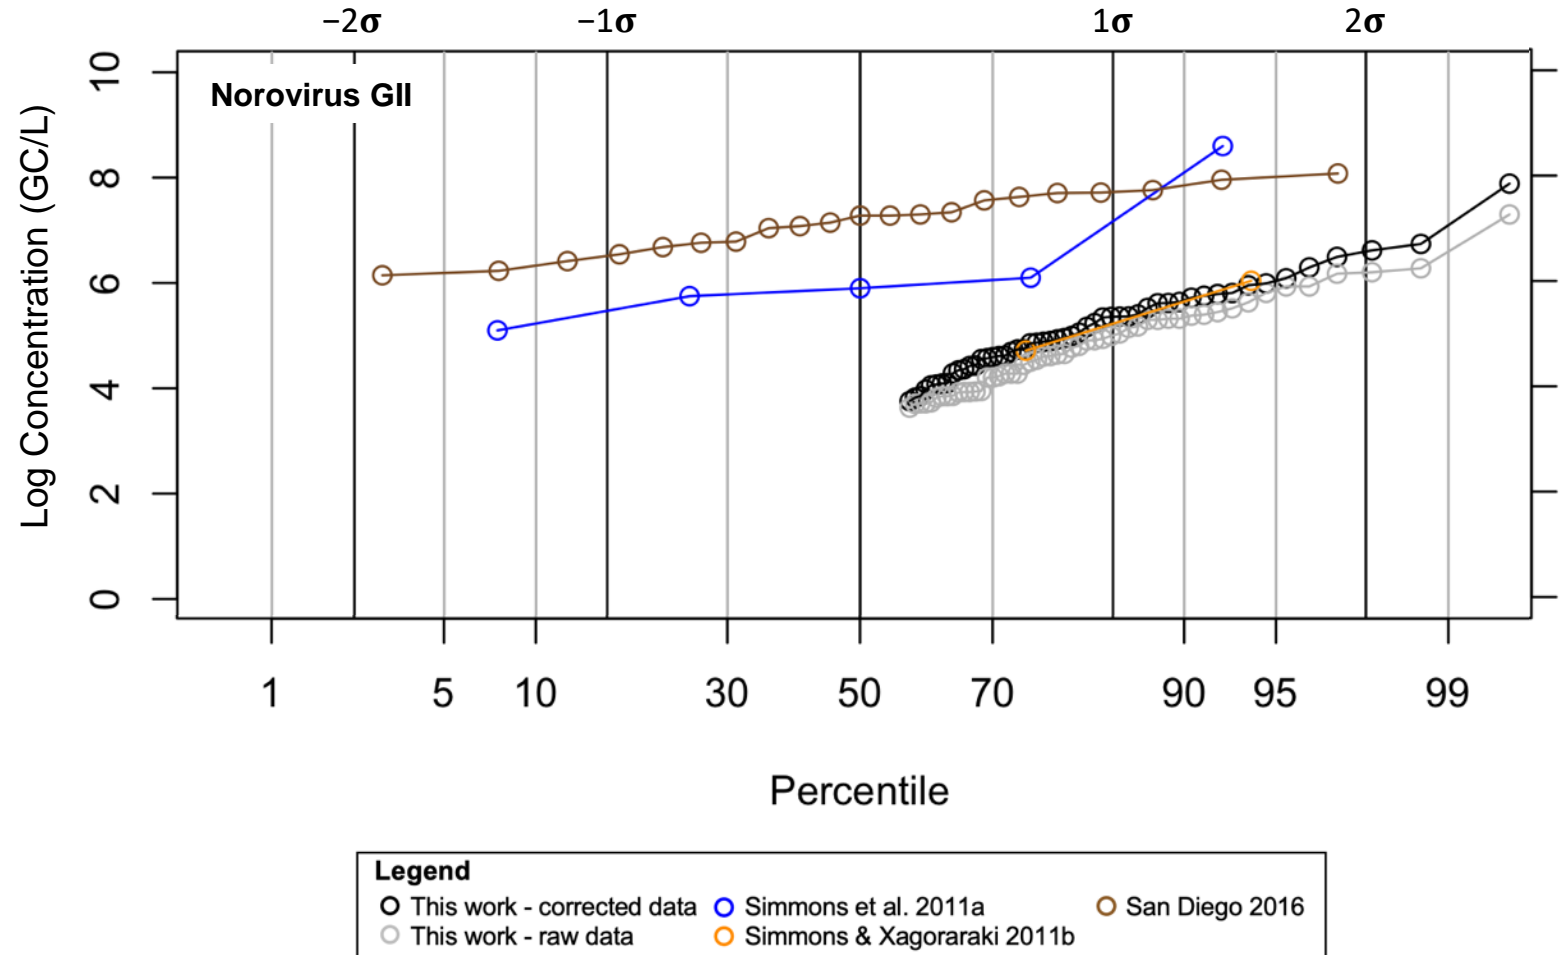 −2σ −1σ 1σ 2σ
Norovirus GII
Log Concentration (GC/L)
10
8
6
4
2
0
1 5 10 30 50 70 90 95 99
Percentile
Legend
This work - corrected data Simmons et al. 2011a San Diego 2016
This work - raw data Simmons & Xagoraraki 2011b